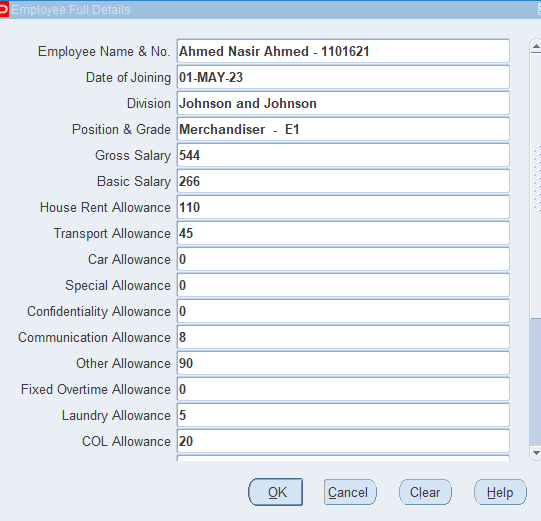 Employee Full Details
Employee Name & No. Ahmed Nasir Ahmed - 1101621
Date of Joining 01-MAY-23
Division Johnson and Johnson
Position & Grade Merchandiser - E1
Gross Salary 544
Basic Salary 266
House Rent Allowance 110
Transport Allowance 45
Car Allowance 0
Special Allowance 0
Confidentiality Allowance 0
Communication Allowance 8
Other Allowance 90
Fixed Overtime Allowance 0
Laundry Allowance 5
COL Allowance 20
OK Cancel Clear Help